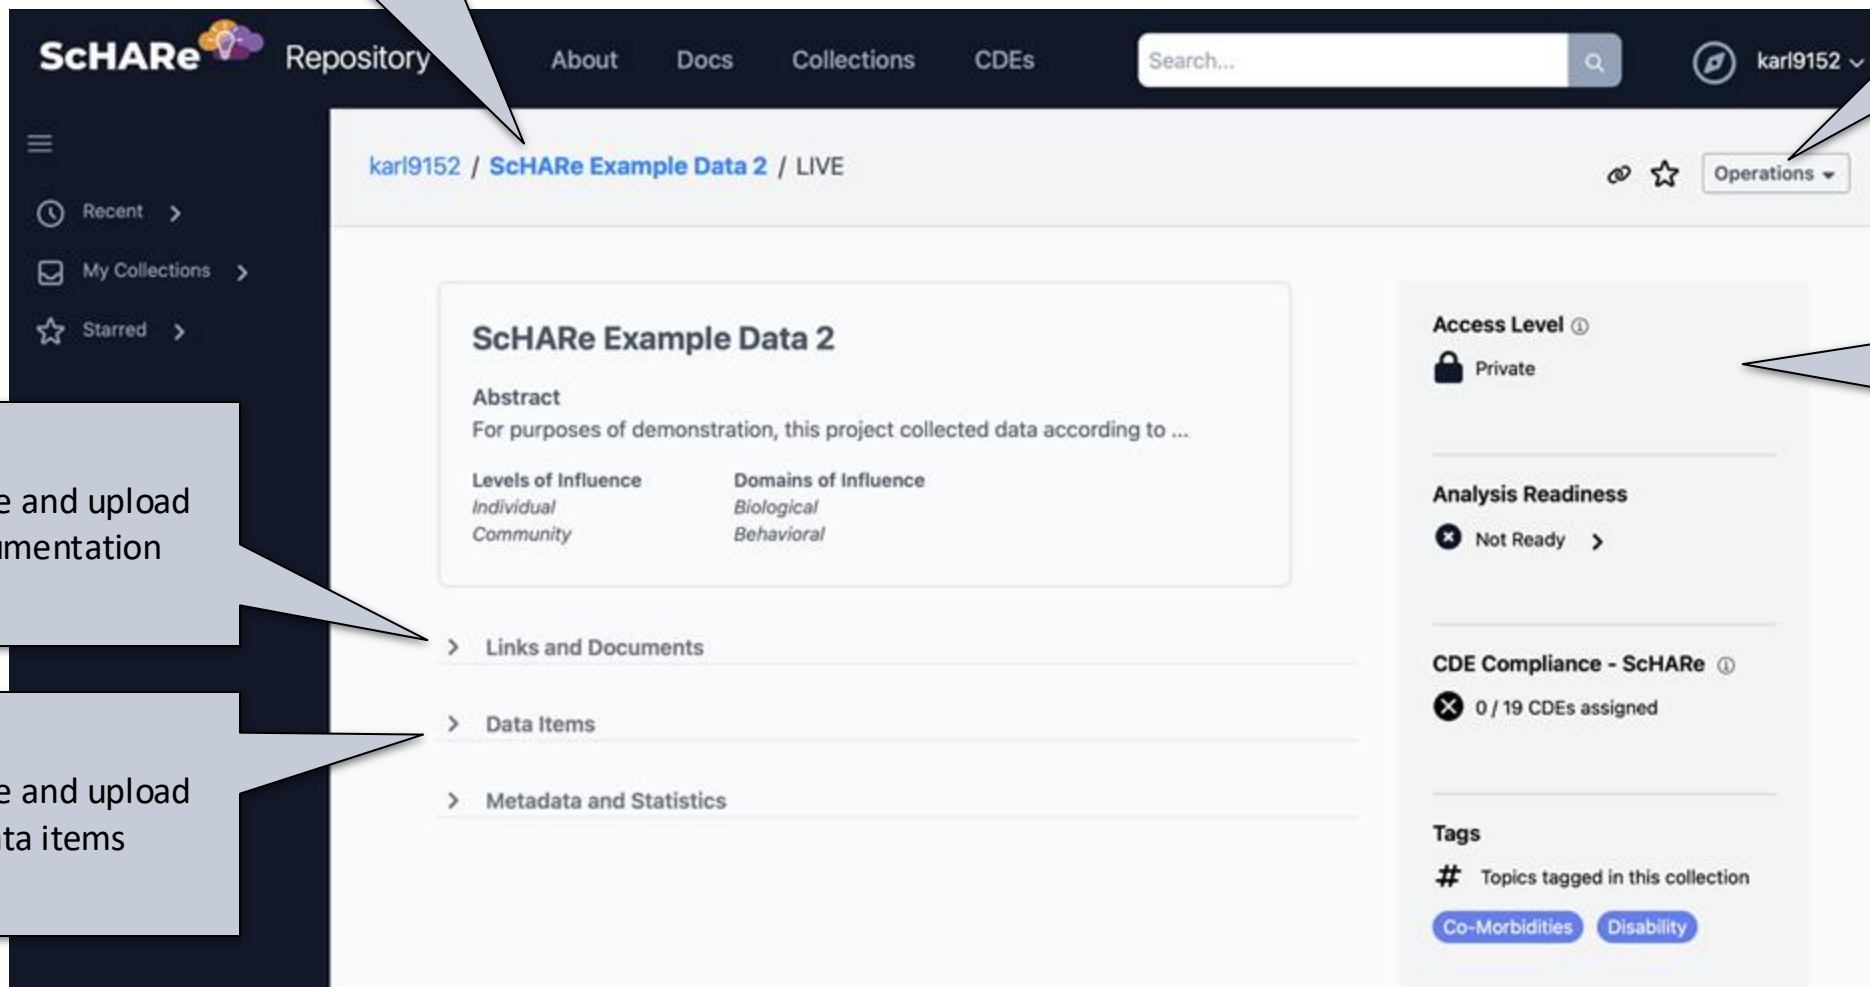 ScHARe Repository About Docs Collections CDEs Search... karl9152
karl9152 / ScHARe Example Data 2 / LIVE
Operations
Recent
My Collections
Starred
ScHARe Example Data 2
Abstract
For purposes of demonstration, this project collected data according to ...
Levels of Influence Domains of Influence
Individual Biological
Community Behavioral
Links and Documents
Data Items
Metadata and Statistics
Access Level
Private
Analysis Readiness
Not Ready
CDE Compliance - ScHARe
0 / 19 CDEs assigned
Tags
# Topics tagged in this collection
Co-Morbidities Disability
and upload
and upload
items